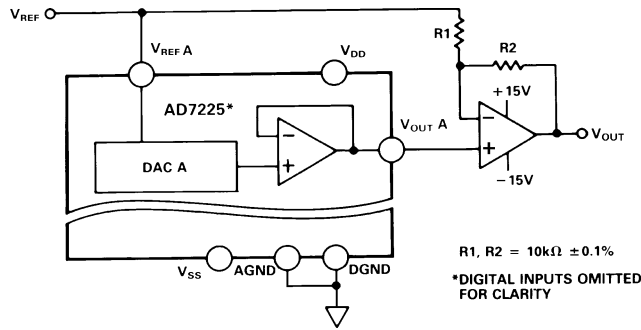 VREF
R1
R2
VREF A
VDD
AD7225*
+15V
VOUT A
−
−
VOUT
DAC A
+
+
−15V
R1, R2 = 10kΩ ±0.1%
VSS
AGND
DGND
*DIGITAL INPUTS OMITTED
FOR CLARITY